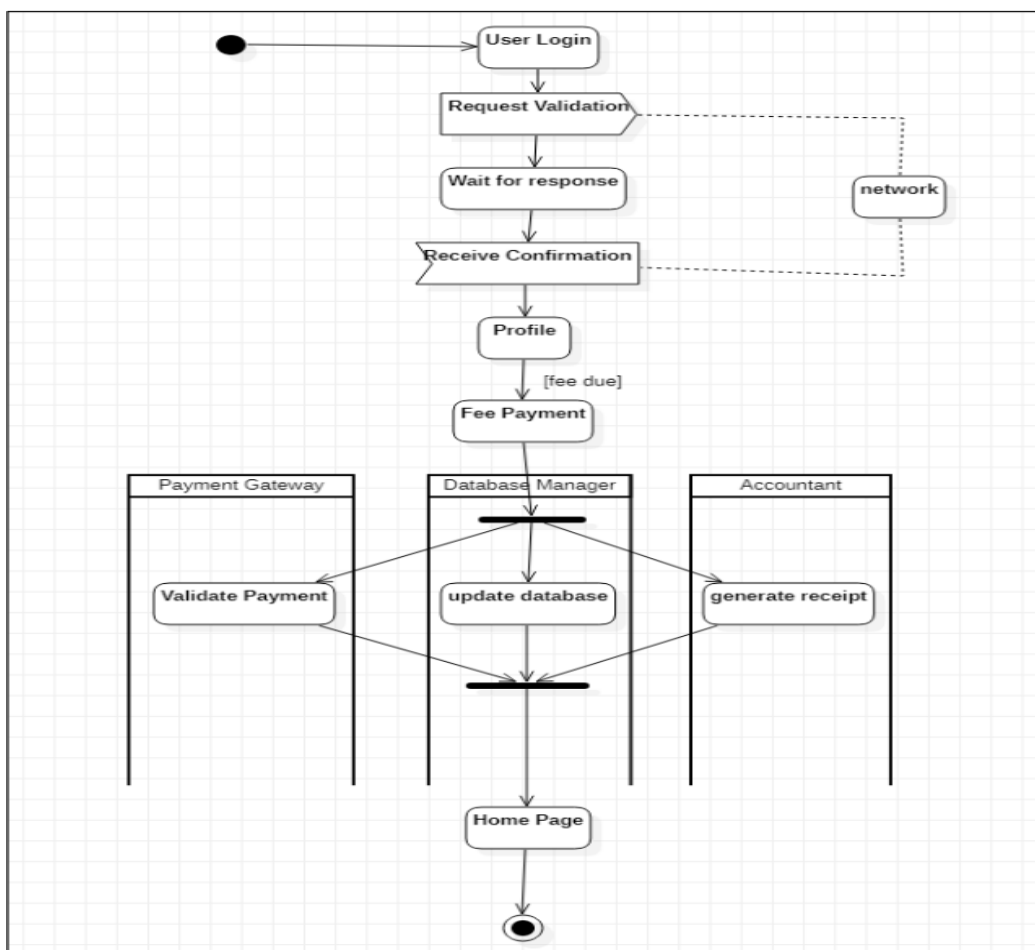 User Login
Request Validation
Wait for response
network
Receive Confirmation
Profile
[fee due]
Fee Payment
Payment Gateway
Database Manager
Accountant
Validate Payment
update database
generate receipt
Home Page